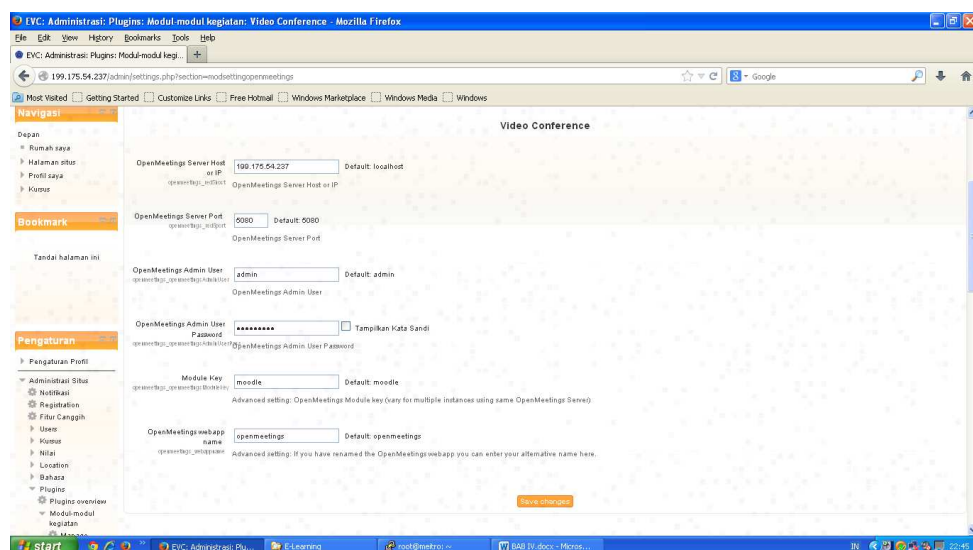 EVC: Administrasi: Plugins: Modul-modul kegiatan: Video Conference - Mozilla Firefox
File Edit View History Bookmarks Tools Help
EVC: Administrasi: Plugins: Modul-modul kegi... +
199.175.54.237/admin/settings.php?section=modsettingopenmeetings
Google
Most Visited Getting Started Customize Links Free Hotmail Windows Marketplace Windows Media Windows
Navigasi
Depan
Rumah saya
Halaman situs
Profil saya
Kursus
Bookmark
Tandai halaman ini
Pengaturan
Pengaturan Profil
Administrasi Situs
Notifikasi
Registration
Fitur Canggih
Users
Kursus
Nilai
Location
Bahasa
Plugins
Plugins overview
Modul-modul kegiatan
Video Conference
OpenMeetings Server Host or IP
199.175.54.237 Default: localhost
OpenMeetings Server Host or IP
OpenMeetings Server Port
5080 Default: 5080
OpenMeetings Server Port
OpenMeetings Admin User
admin Default: admin
OpenMeetings Admin User
OpenMeetings Admin User Password
Tampilkan Kata Sandi
OpenMeetings Admin User Password
Module Key
moodle Default: moodle
Advanced setting: OpenMeetings Module key (vary for multiple instances using same OpenMeetings Server)
OpenMeetings webapp name
openmeetings Default: openmeetings
Advanced setting: If you have renamed the OpenMeetings webapp you can enter your alternative name here.
Save changes
start
EVC: Administrasi: Plu...
E-Learning
root@meitro: ~
BAB IV.docx - Micros...
IN
22:45